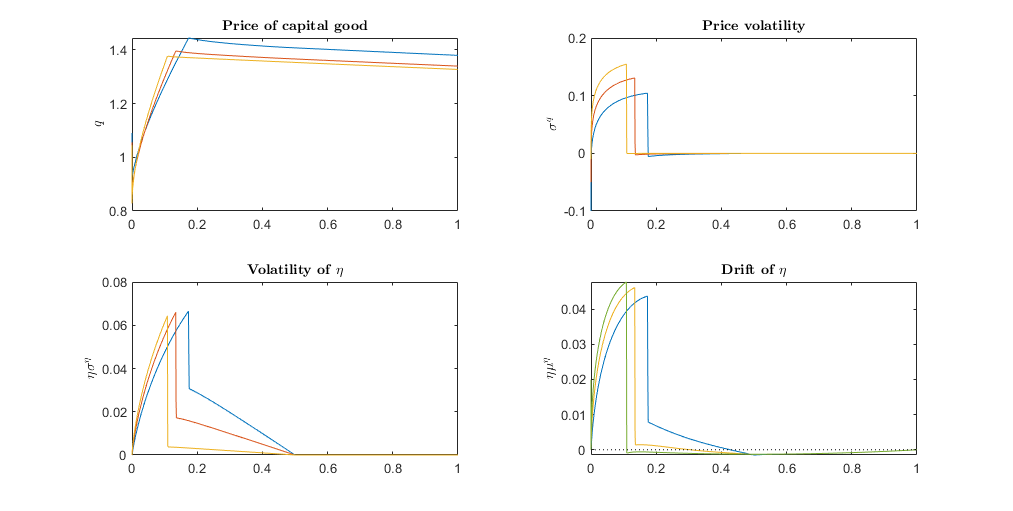 Price of capital good
1.4
1.2
1
0.8
q
0 0.2 0.4 0.6 0.8 1
Price volatility
0.2
0.1
0
-0.1
σ^q
0 0.2 0.4 0.6 0.8 1
Volatility of η
0.08
0.06
0.04
0.02
0
ησ^η
0 0.2 0.4 0.6 0.8 1
Drift of η
0.04
0.03
0.02
0.01
0
ημ^η
0 0.2 0.4 0.6 0.8 1